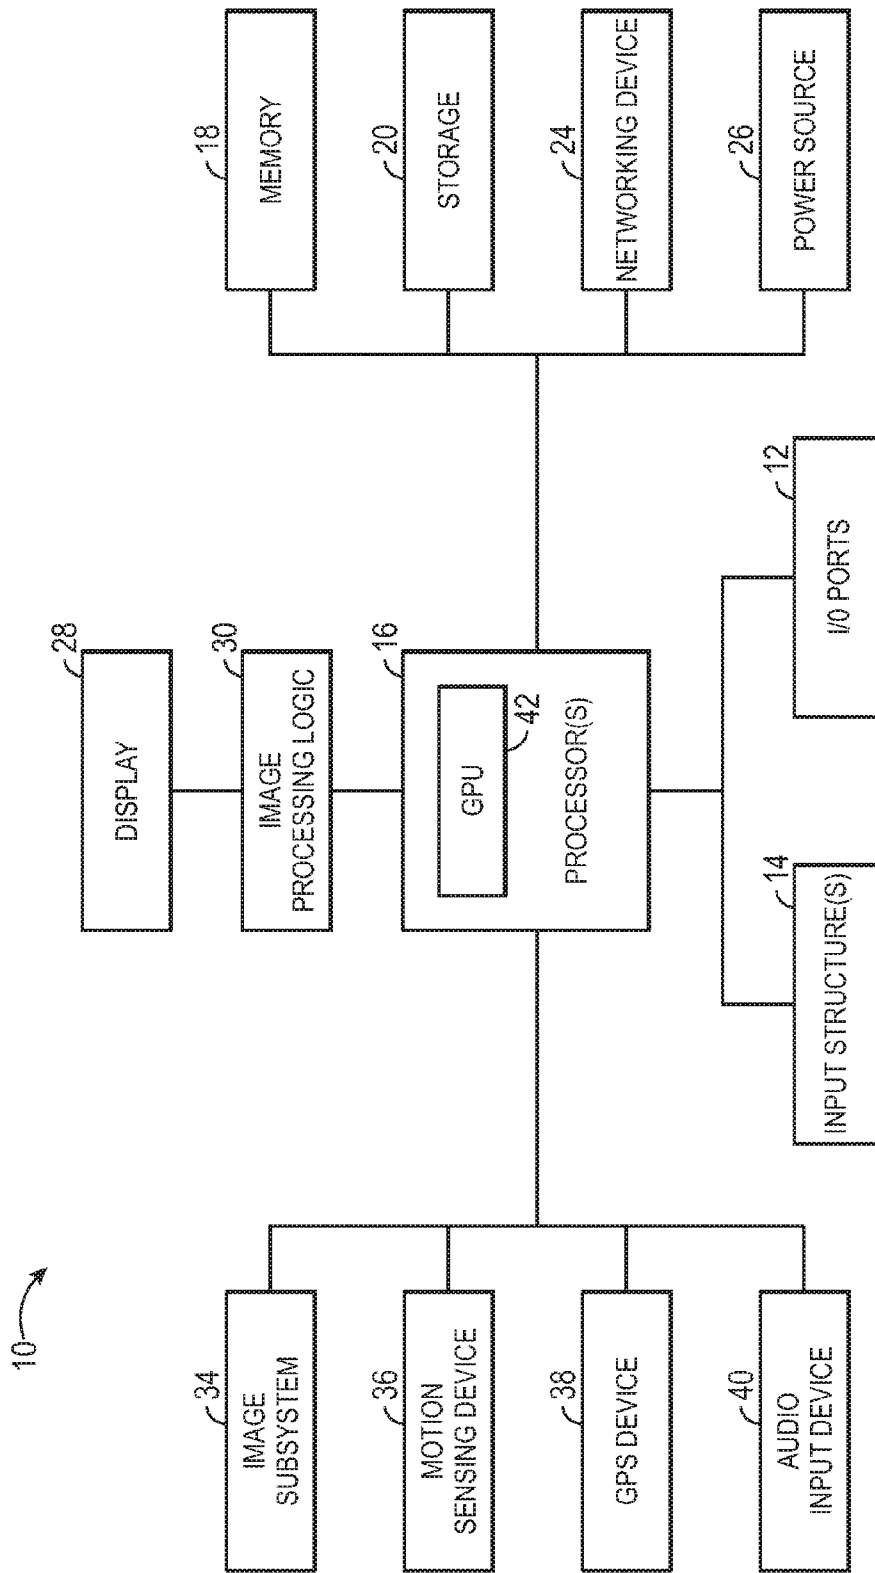 10
28
DISPLAY
30
IMAGE
PROCESSING LOGIC
16
GPU
42
PROCESSOR(S)
34
IMAGE
SUBSYSTEM
36
MOTION
SENSING DEVICE
38
GPS DEVICE
40
AUDIO
INPUT DEVICE
18
MEMORY
20
STORAGE
24
NETWORKING DEVICE
26
POWER SOURCE
14
INPUT STRUCTURE(S)
12
I/O PORTS